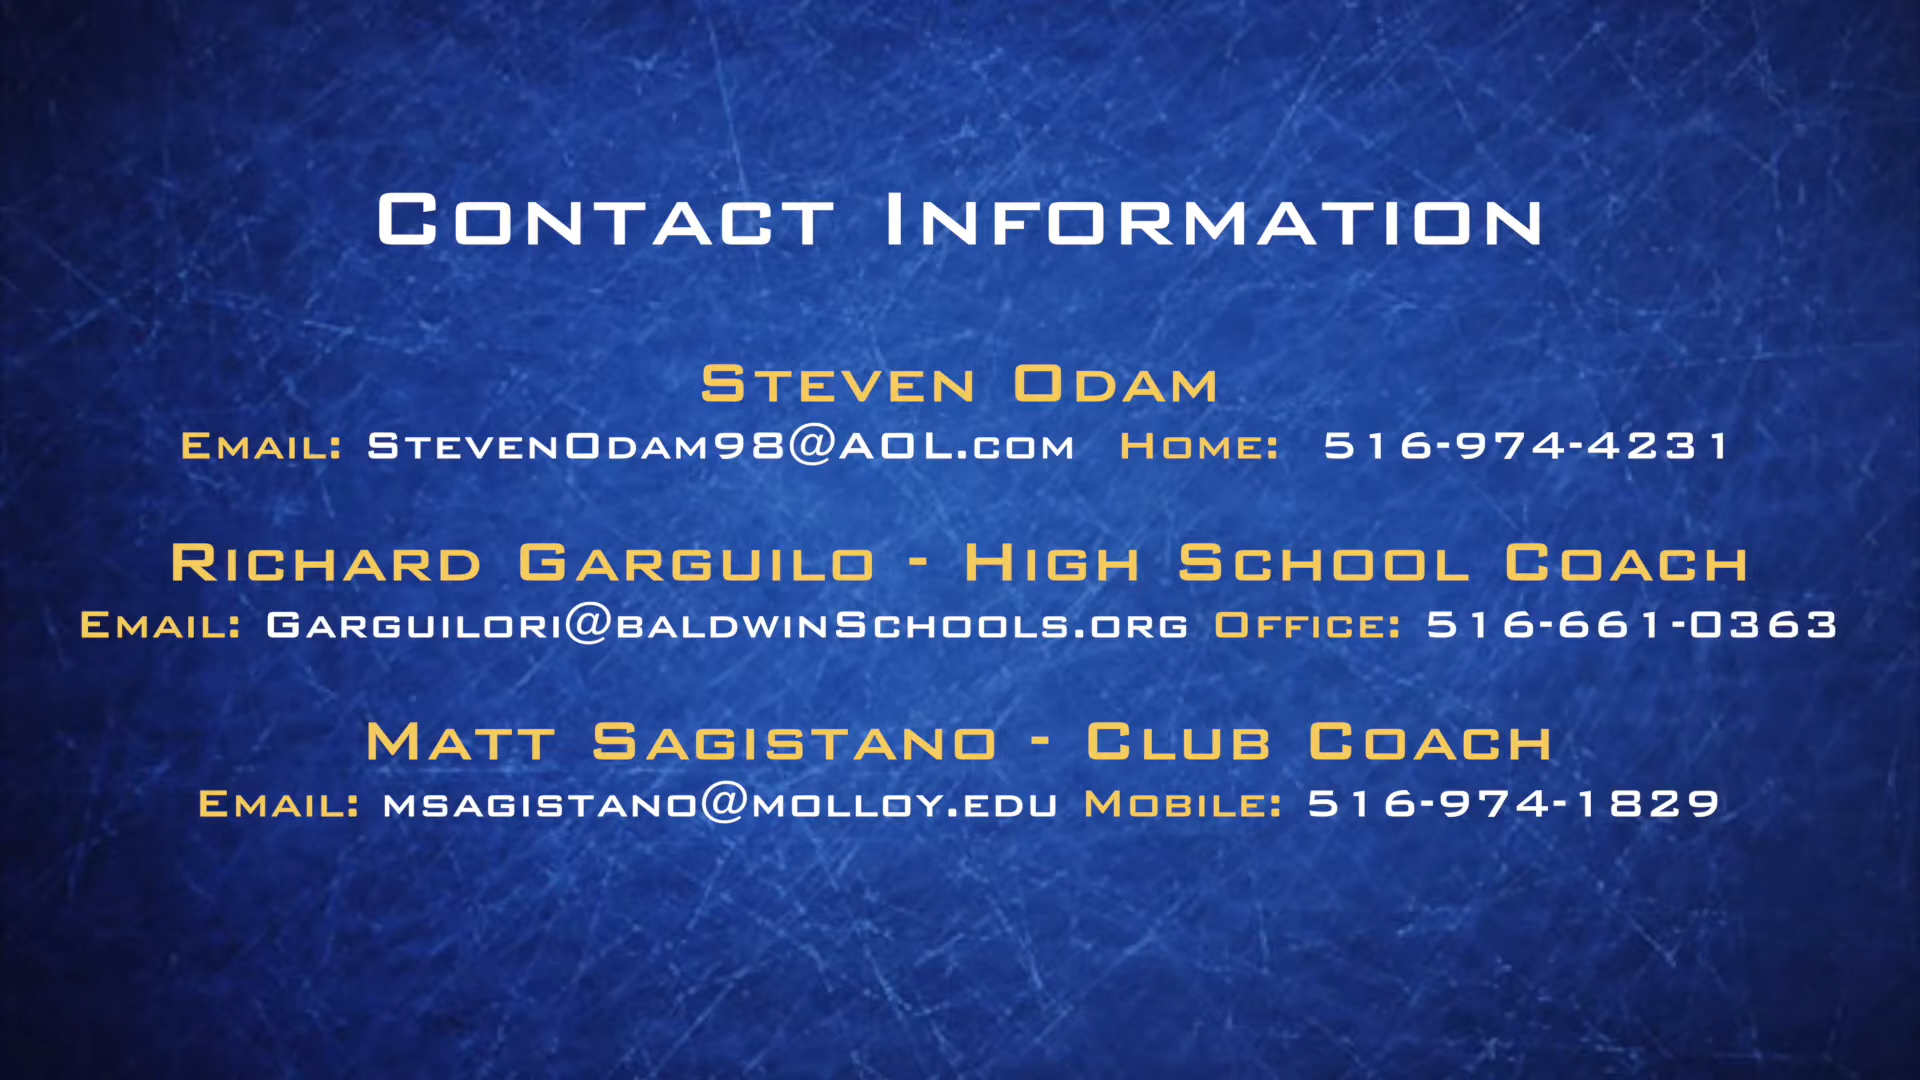 Contact Information
Steven Odam
Email: StevenOdam98@AOL.com Home: 516-974-4231
Richard Garguilo - High School Coach
Email: Garguilori@baldwinSchools.org Office: 516-661-0363
Matt Sagistano - Club Coach
Email: msagistano@molloy.edu Mobile: 516-974-1829